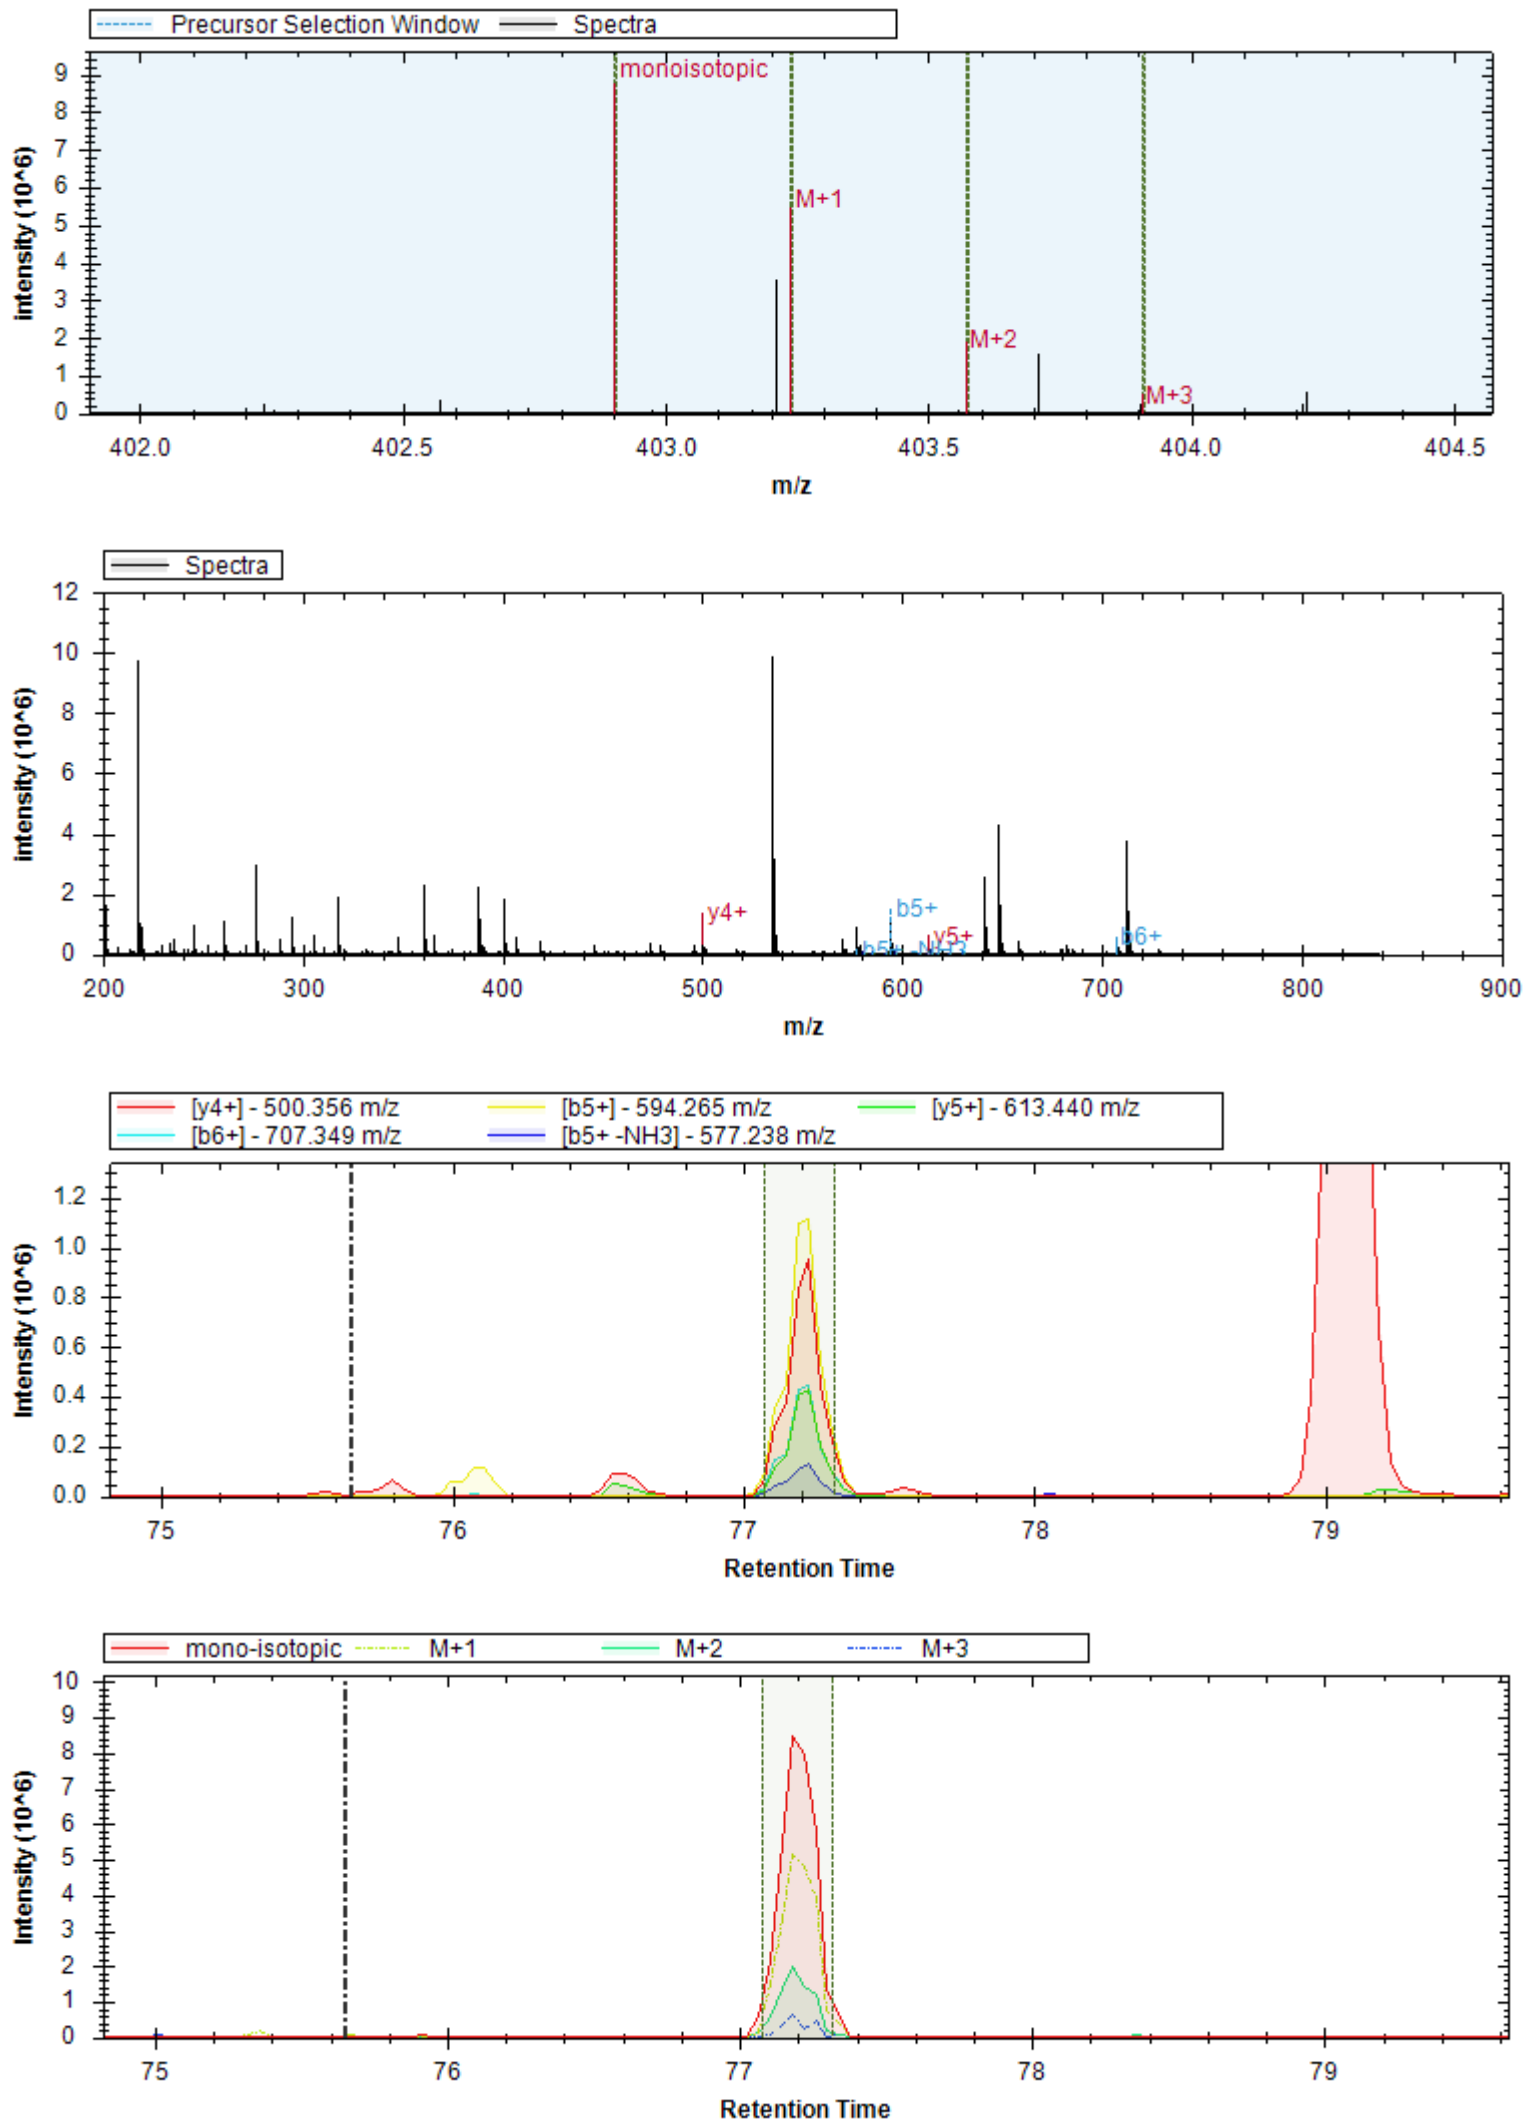 Precursor Selection Window Spectra
monoisotopic
M+1
M+2
M+3
9
8
7
6
5
4
3
2
1
0
intensity (10^6)
402.0 402.5 403.0 403.5 404.0 404.5
m/z
Spectra
12
10
8
6
4
2
0
intensity (10^6)
y4+
b5+
b5+ -NH3
y5+
b6+
200 300 400 500 600 700 800 900
m/z
[y4+] - 500.356 m/z [b5+] - 594.265 m/z [y5+] - 613.440 m/z
[b6+] - 707.349 m/z [b5+ -NH3] - 577.238 m/z
1.2
1.0
0.8
0.6
0.4
0.2
0.0
Intensity (10^6)
75 76 77 78 79
Retention Time
mono-isotopic M+1 M+2 M+3
10
9
8
7
6
5
4
3
2
1
0
Intensity (10^6)
75 76 77 78 79
Retention Time